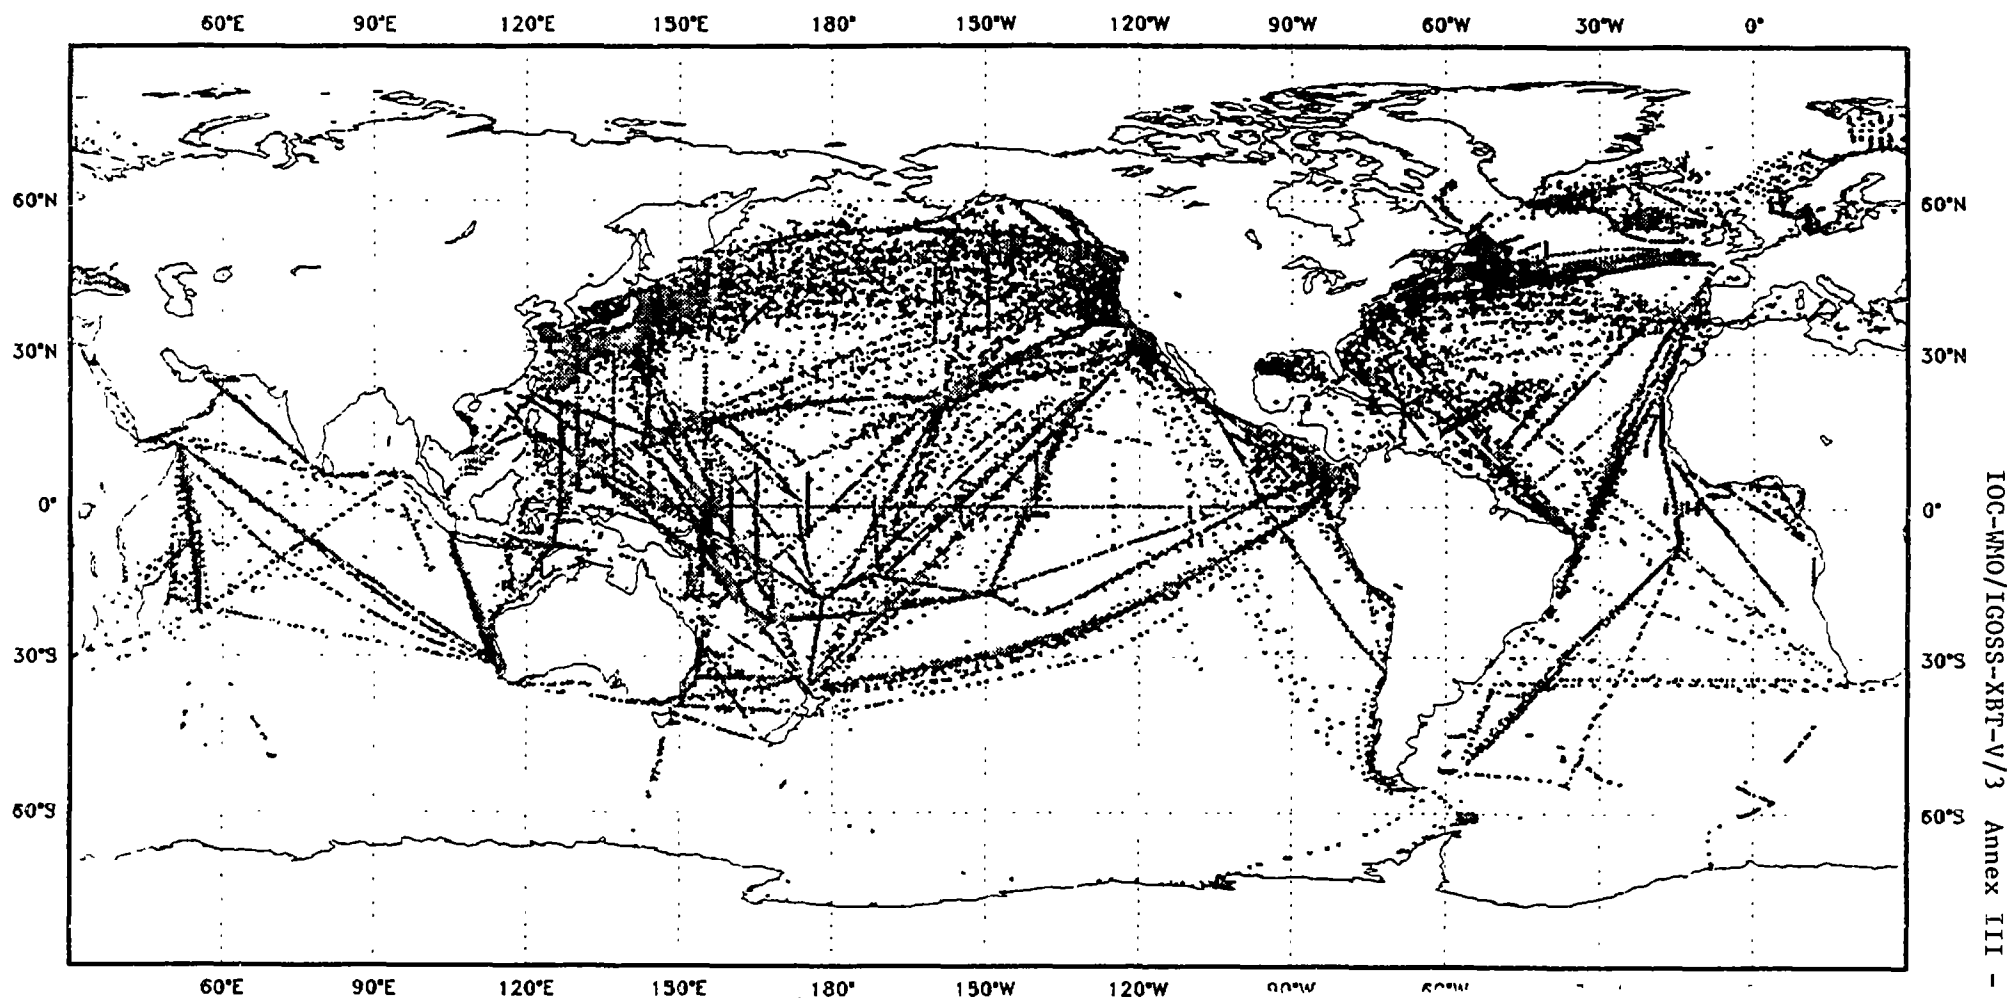 60°E 90°E 120°E 150°E 180° 150°W 120°W 90°W 60°W 30°W 0°
60°N 60°N
30°N 30°N
0° 0°
30°S 30°S
60°S 60°S
60°E 90°E 120°E 150°E 180° 150°W 120°W
IOC-WMO/IGOSS-XBT-V/3 Annex III -